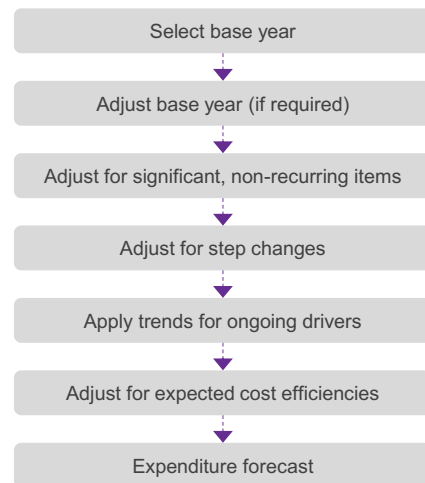 Select base year
Adjust base year (if required)
Adjust for significant, non-recurring items
Adjust for step changes
Apply trends for ongoing drivers
Adjust for expected cost efficiencies
Expenditure forecast